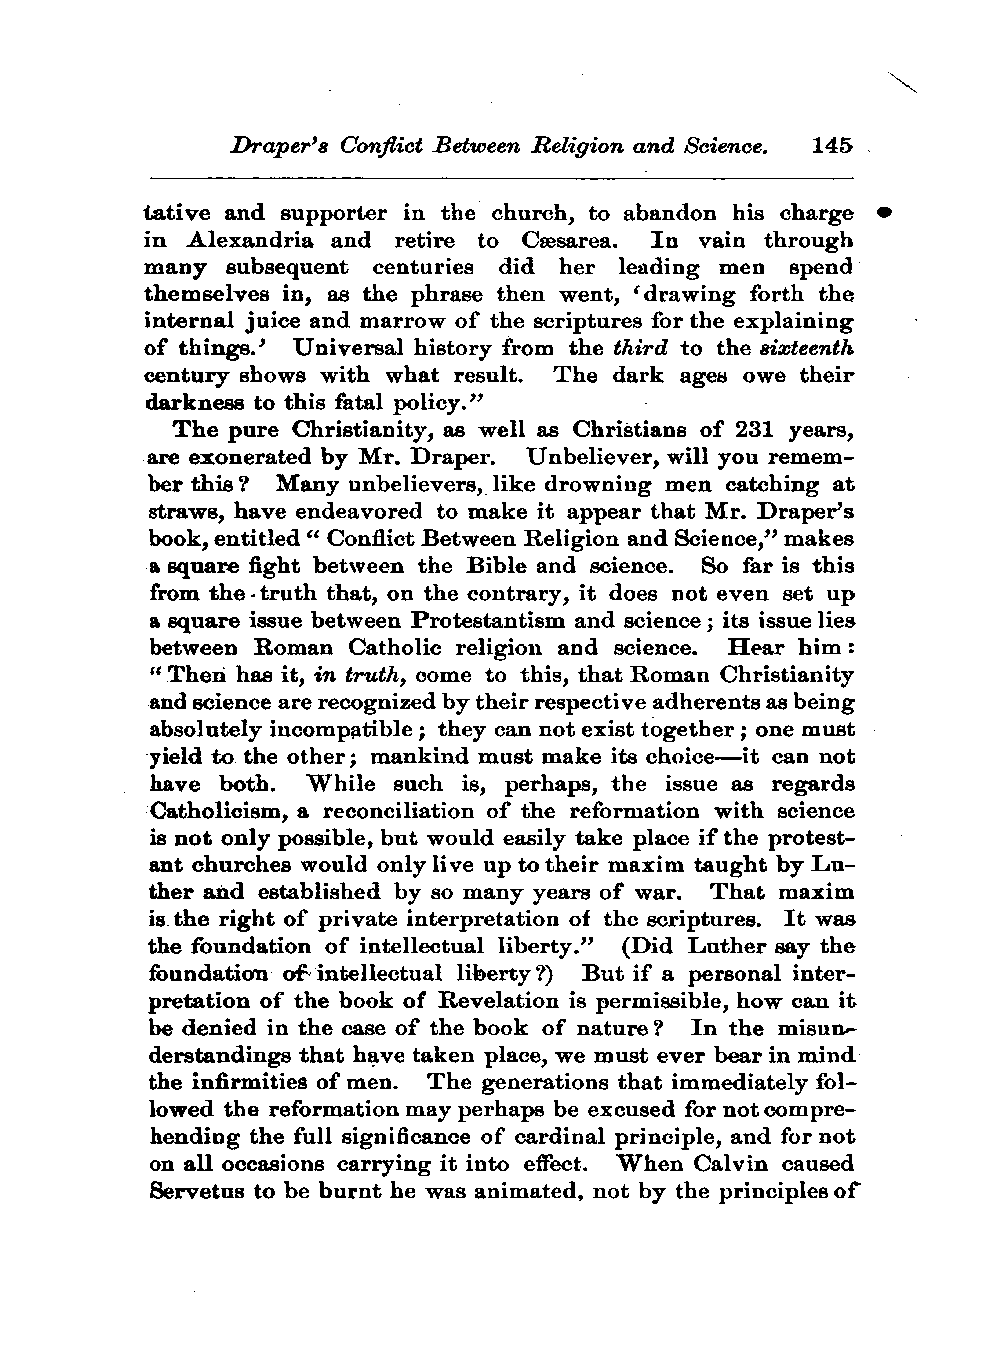 Draper's Conflict Between Religion and Science. 145
tative and supporter in the church, to abandon his charge
in Alexandria and retire to Cæsarea. In vain through
many subsequent centuries did her leading men spend
themselves in, as the phrase then went, 'drawing forth the
internal juice and marrow of the scriptures for the explaining
of things.' Universal history from the third to the sixteenth
century shows with what result. The dark ages owe their
darkness to this fatal policy."
The pure Christianity, as well as Christians of 231 years,
are exonerated by Mr. Draper. Unbeliever, will you remem-
ber this? Many unbelievers, like drowning men catching at
straws, have endeavored to make it appear that Mr. Draper's
book, entitled "Conflict Between Religion and Science," makes
a square fight between the Bible and science. So far is this
from the truth that, on the contrary, it does not even set up
a square issue between Protestantism and science; its issue lies
between Roman Catholic religion and science. Hear him:
"Then has it, in truth, come to this, that Roman Christianity
and science are recognized by their respective adherents as being
absolutely incompatible; they can not exist together; one must
yield to the other; mankind must make its choice—it can not
have both. While such is, perhaps, the issue as regards
Catholicism, a reconciliation of the reformation with science
is not only possible, but would easily take place if the protest-
ant churches would only live up to their maxim taught by Lu-
ther and established by so many years of war. That maxim
is the right of private interpretation of the scriptures. It was
the foundation of intellectual liberty." (Did Luther say the
foundation of intellectual liberty?) But if a personal inter-
pretation of the book of Revelation is permissible, how can it
be denied in the case of the book of nature? In the misun-
derstandings that have taken place, we must ever bear in mind
the infirmities of men. The generations that immediately fol-
lowed the reformation may perhaps be excused for not compre-
hending the full significance of cardinal principle, and for not
on all occasions carrying it into effect. When Calvin caused
Servetus to be burnt he was animated, not by the principles of